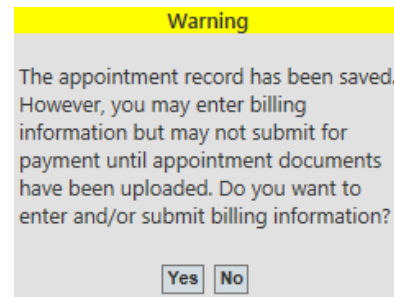 Warning
The appointment record has been saved.
However, you may enter billing
information but may not submit for
payment until appointment documents
have been uploaded. Do you want to
enter and/or submit billing information?
Yes No